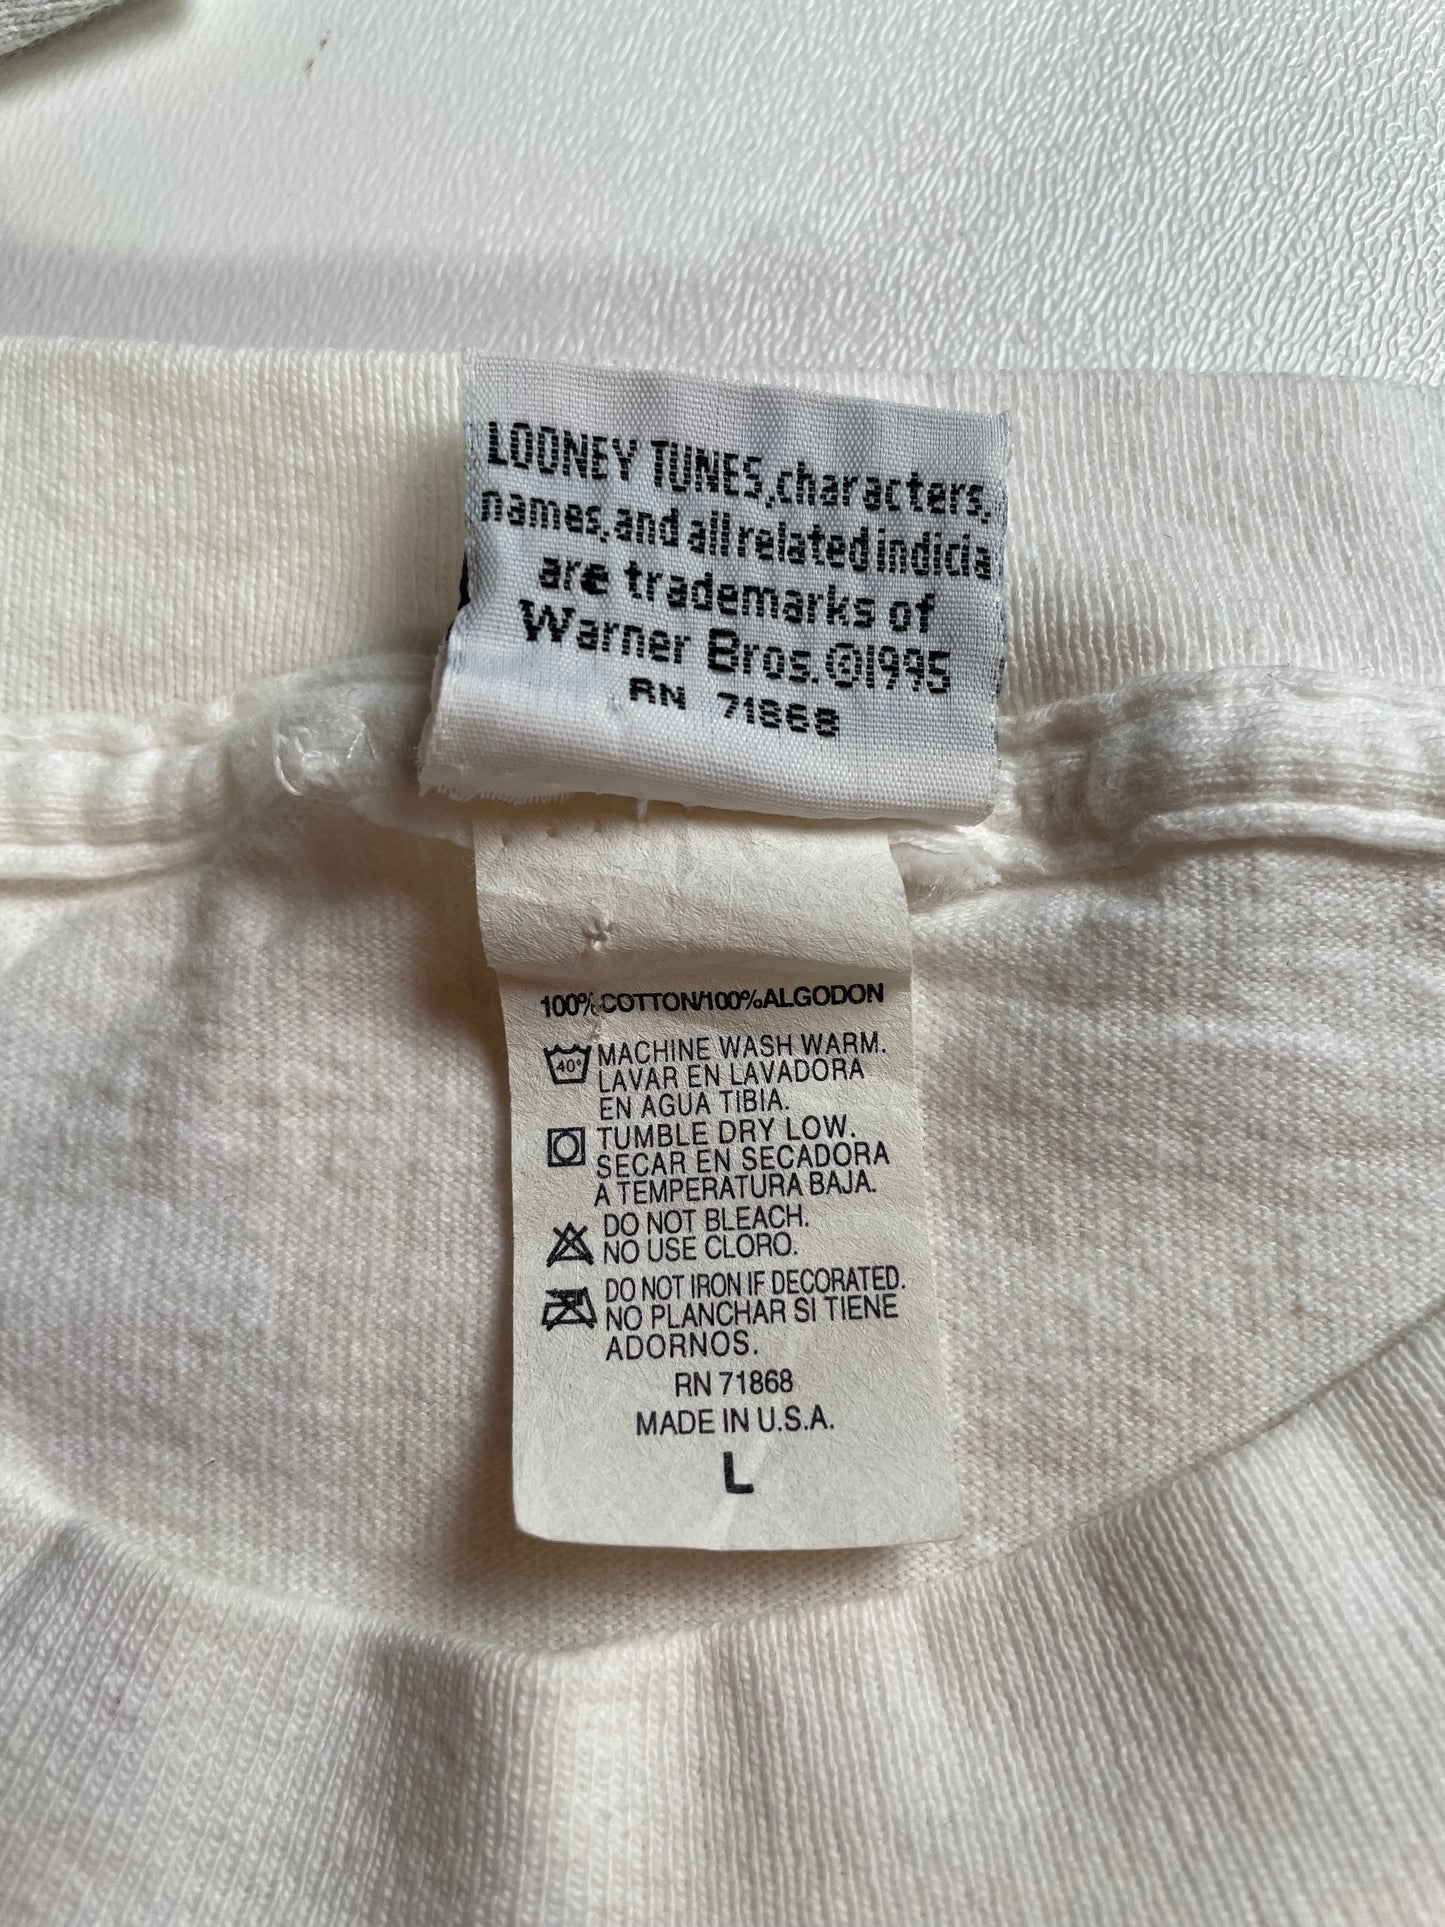 LOONEY TUNES, characters,
names, and all related indicia
are trademarks of
Warner Bros. ©1995
RN 71868
100% COTTON/100% ALGODON
40°
MACHINE WASH WARM.
LAVAR EN LAVADORA
EN AGUA TIBIA.
TUMBLE DRY LOW.
SECAR EN SECADORA
A TEMPERATURA BAJA.
DO NOT BLEACH.
NO USE CLORO.
DO NOT IRON IF DECORATED.
NO PLANCHAR SI TIENE
ADORNOS.
RN 71868
MADE IN U.S.A.
L